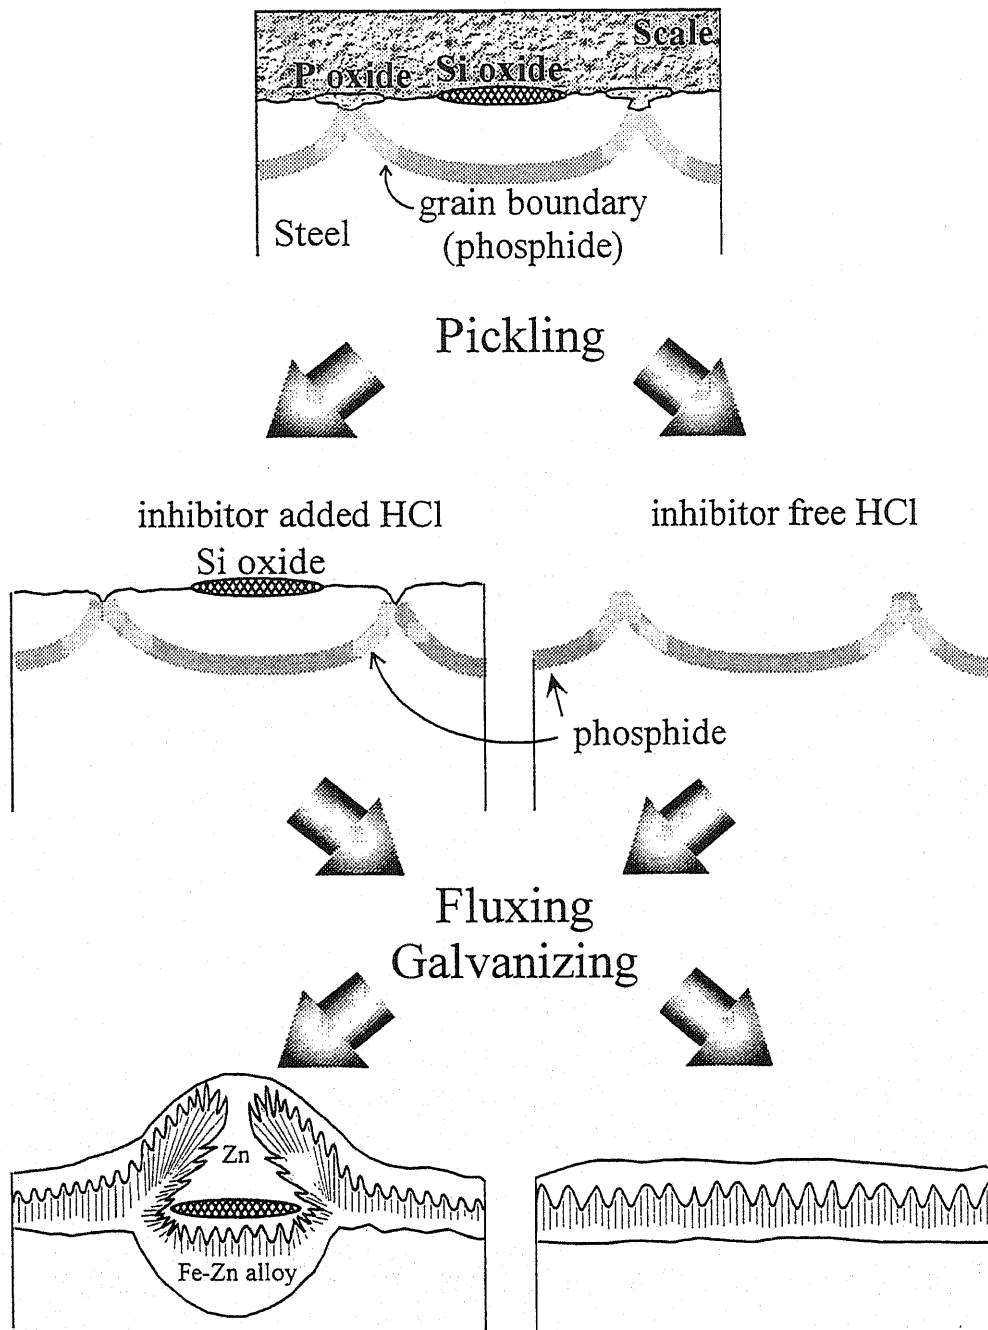 Scale
P oxide
Si oxide
grain boundary
(phosphide)
Steel
Pickling
inhibitor added HCl
inhibitor free HCl
Si oxide
phosphide
Fluxing
Galvanizing
Zn
Fe-Zn alloy